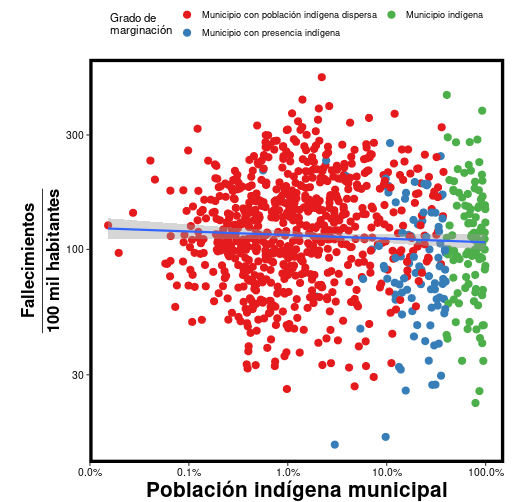 Grado de
marginación
Municipio con población indígena dispersa
Municipio indígena
Municipio con presencia indígena
Fallecimientos
100 mil habitantes
300
100
30
0.0%
0.1%
1.0%
10.0%
100.0%
Población indígena municipal